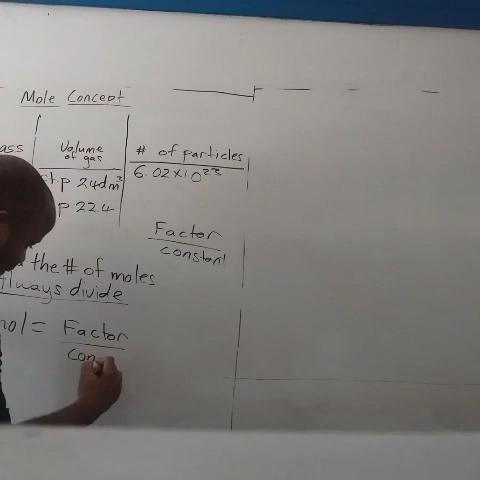 Mole Concept
ass
Volume
of gas
# of particles
t.p 24dm³
6.02×10²³
p 22.4
Factor
constant
the # of moles
Always divide
mol = Factor
con